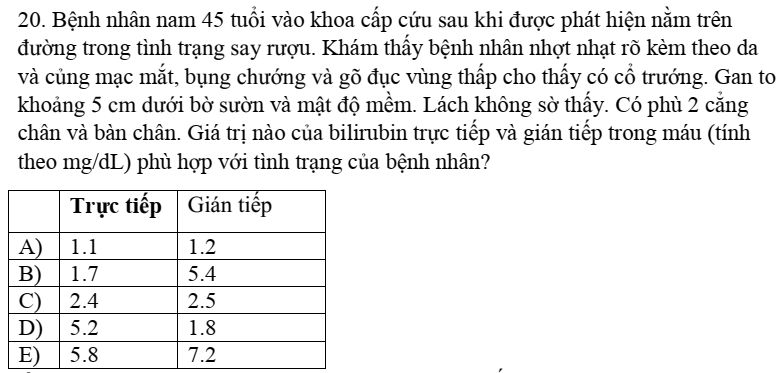 20. Bệnh nhân nam 45 tuổi vào khoa cấp cứu sau khi được phát hiện nằm trên
đường trong tình trạng say rượu. Khám thấy bệnh nhân nhợt nhạt rõ kèm theo da
và củng mạc mắt, bụng chướng và gõ đục vùng thấp cho thấy có cổ trướng. Gan to
khoảng 5 cm dưới bờ sườn và mật độ mềm. Lách không sờ thấy. Có phù 2 cẳng
chân và bàn chân. Giá trị nào của bilirubin trực tiếp và gián tiếp trong máu (tính
theo mg/dL) phù hợp với tình trạng của bệnh nhân?
Trực tiếp Gián tiếp
A) 1.1 1.2
B) 1.7 5.4
C) 2.4 2.5
D) 5.2 1.8
E) 5.8 7.2